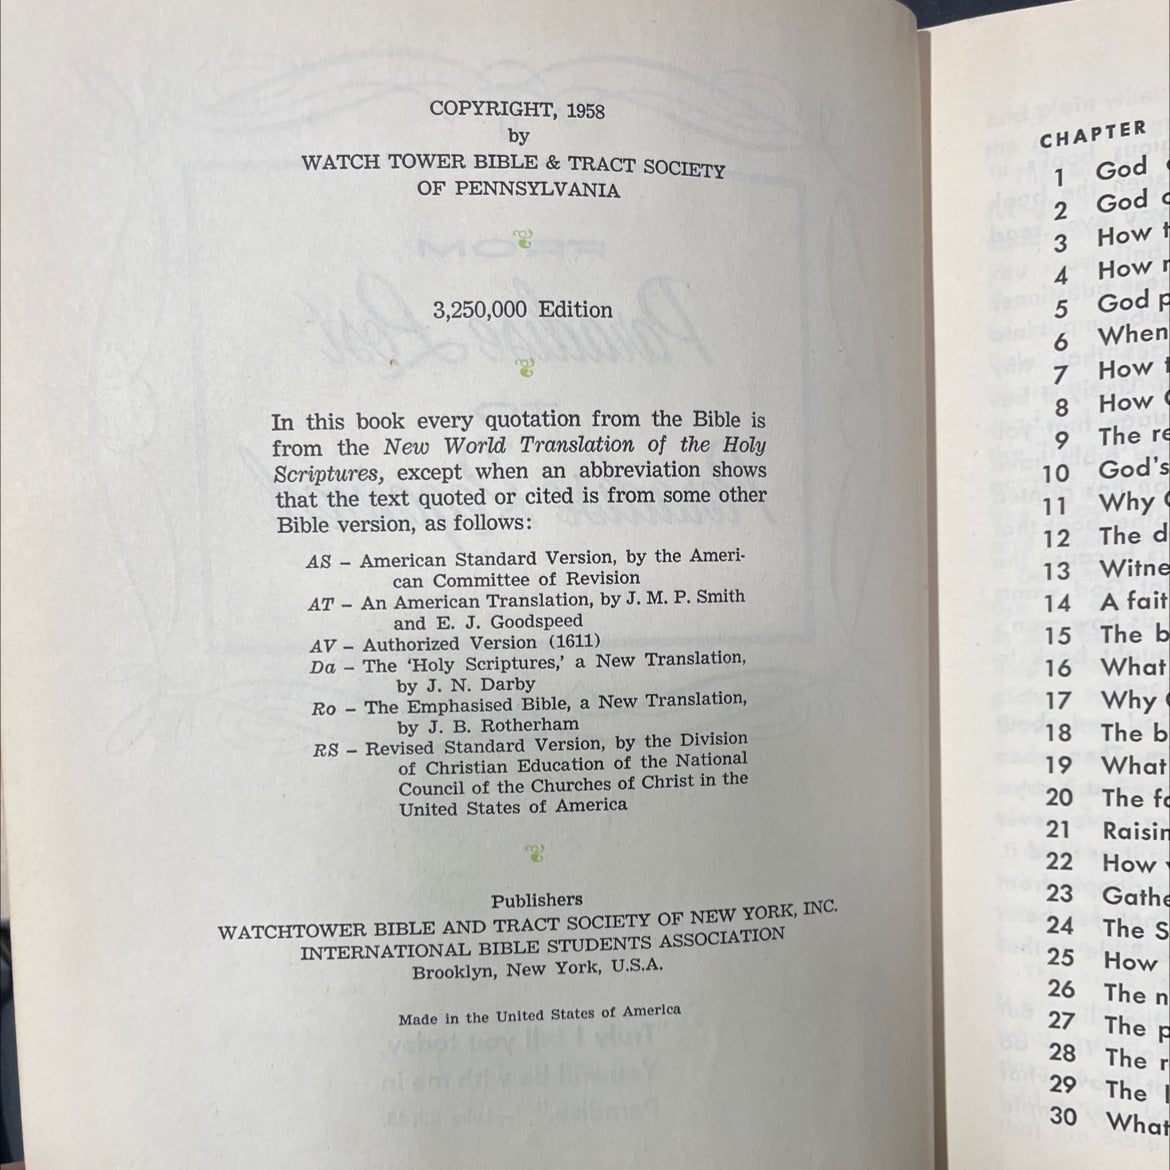 COPYRIGHT, 1958
by
WATCH TOWER BIBLE & TRACT SOCIETY
OF PENNSYLVANIA
3,250,000 Edition
In this book every quotation from the Bible is
from the New World Translation of the Holy
Scriptures, except when an abbreviation shows
that the text quoted or cited is from some other
Bible version, as follows:
AS – American Standard Version, by the Ameri-
can Committee of Revision
AT – An American Translation, by J. M. P. Smith
and E. J. Goodspeed
AV – Authorized Version (1611)
Da – The ‘Holy Scriptures,’ a New Translation,
by J. N. Darby
Ro – The Emphasised Bible, a New Translation,
by J. B. Rotherham
RS – Revised Standard Version, by the Division
of Christian Education of the National
Council of the Churches of Christ in the
United States of America
Publishers
WATCHTOWER BIBLE AND TRACT SOCIETY OF NEW YORK, INC.
INTERNATIONAL BIBLE STUDENTS ASSOCIATION
Brooklyn, New York, U.S.A.
Made in the United States of America
CHAPTER
1 God
2 God
3 How
4 How
5 God
6 When
7 How
8 How
9 The
10 God's
11 Why
12 The
13
14 A
15 The
16 What
17 Why
18 The
19 What
20 The
21
22 How
23
24 The
25 How
26 The
27 The
28 The
29 The
30 What